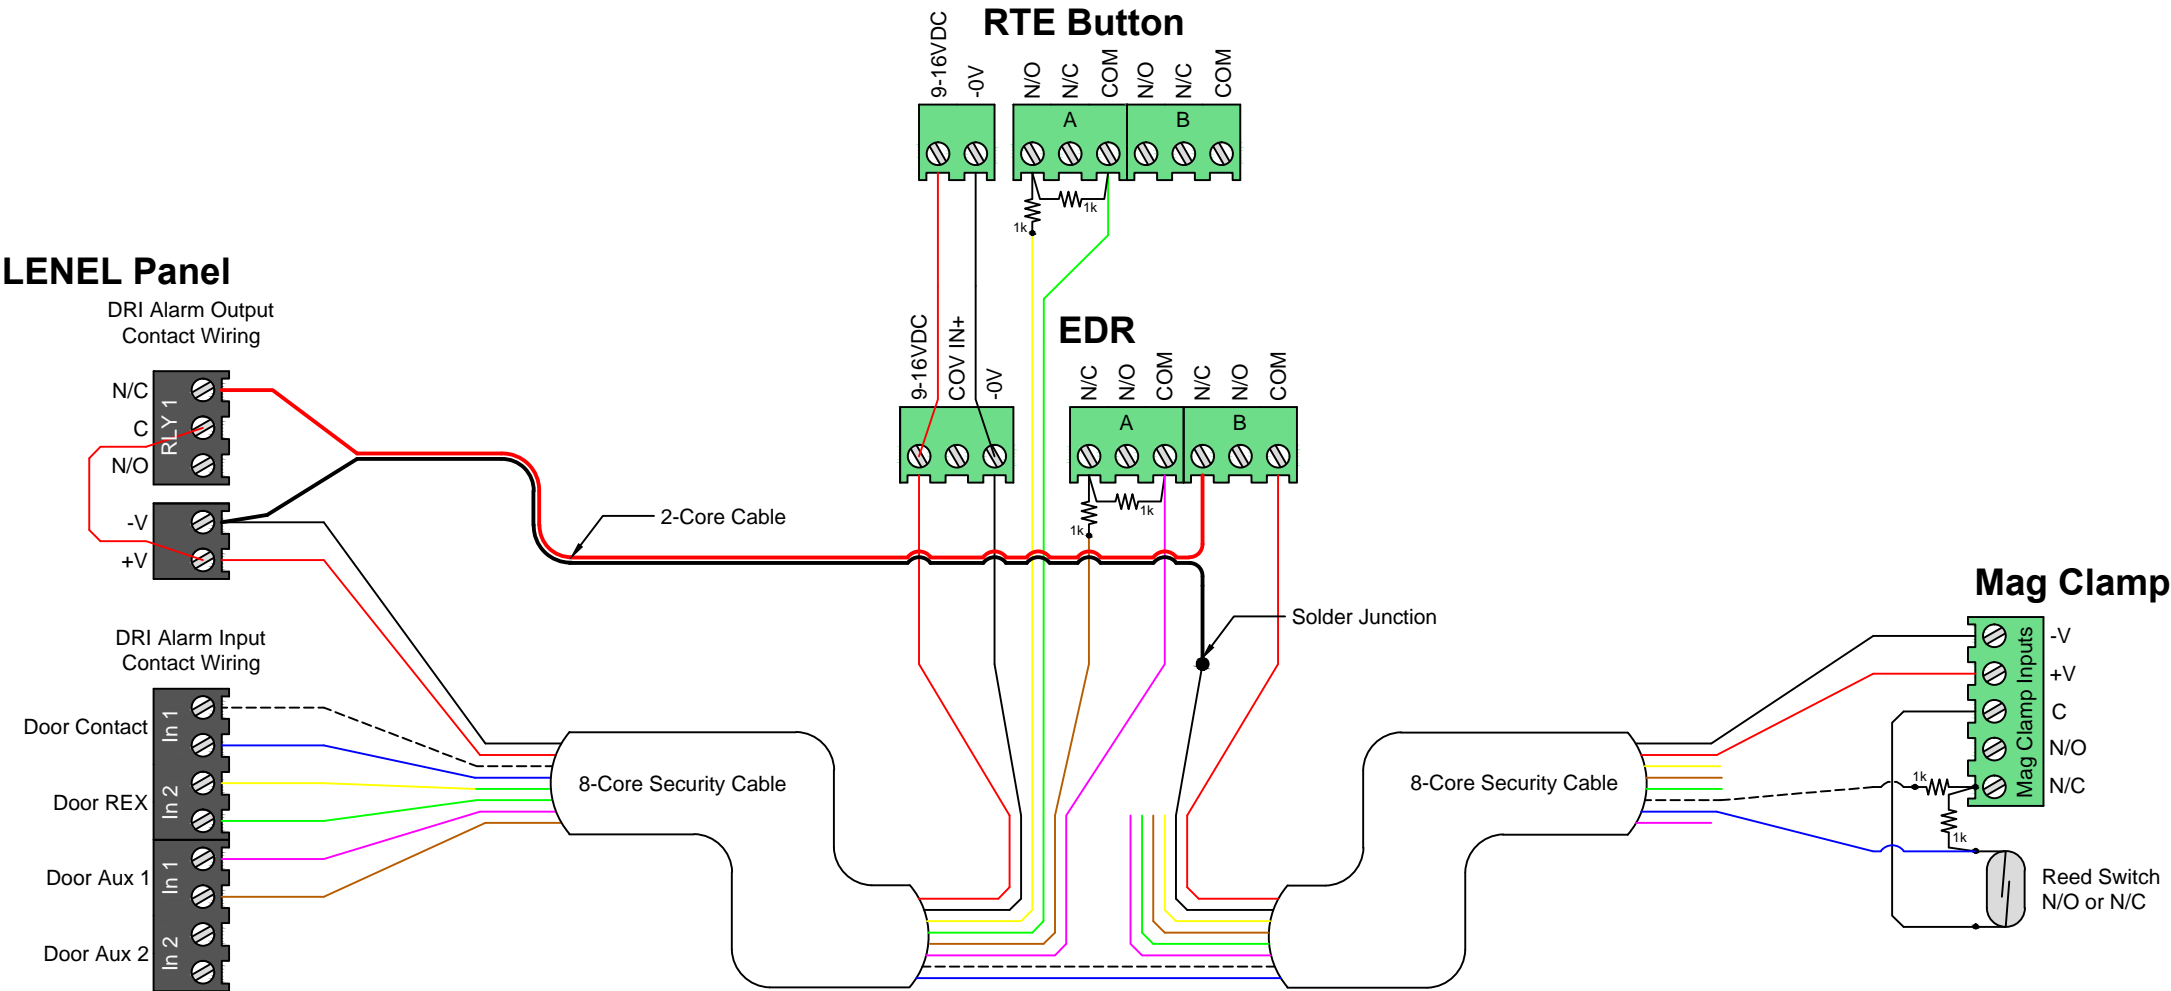 RTE Button
9-16VDC
-0V
N/O
N/C
COM
N/O
N/C
COM
A
B
1k
1k
LENEL Panel
DRI Alarm Output
Contact Wiring
N/C
C
N/O
RLY 1
-V
+V
EDR
9-16VDC
COV IN+
-0V
N/C
N/O
COM
N/C
N/O
COM
A
B
1k
1k
2-Core Cable
Solder Junction
DRI Alarm Input
Contact Wiring
Door Contact
In 1
Door REX
In 2
Door Aux 1
In 1
Door Aux 2
In 2
8-Core Security Cable
8-Core Security Cable
Mag Clamp
Mag Clamp Inputs
-V
+V
C
N/O
N/C
1k
1k
Reed Switch
N/O or N/C